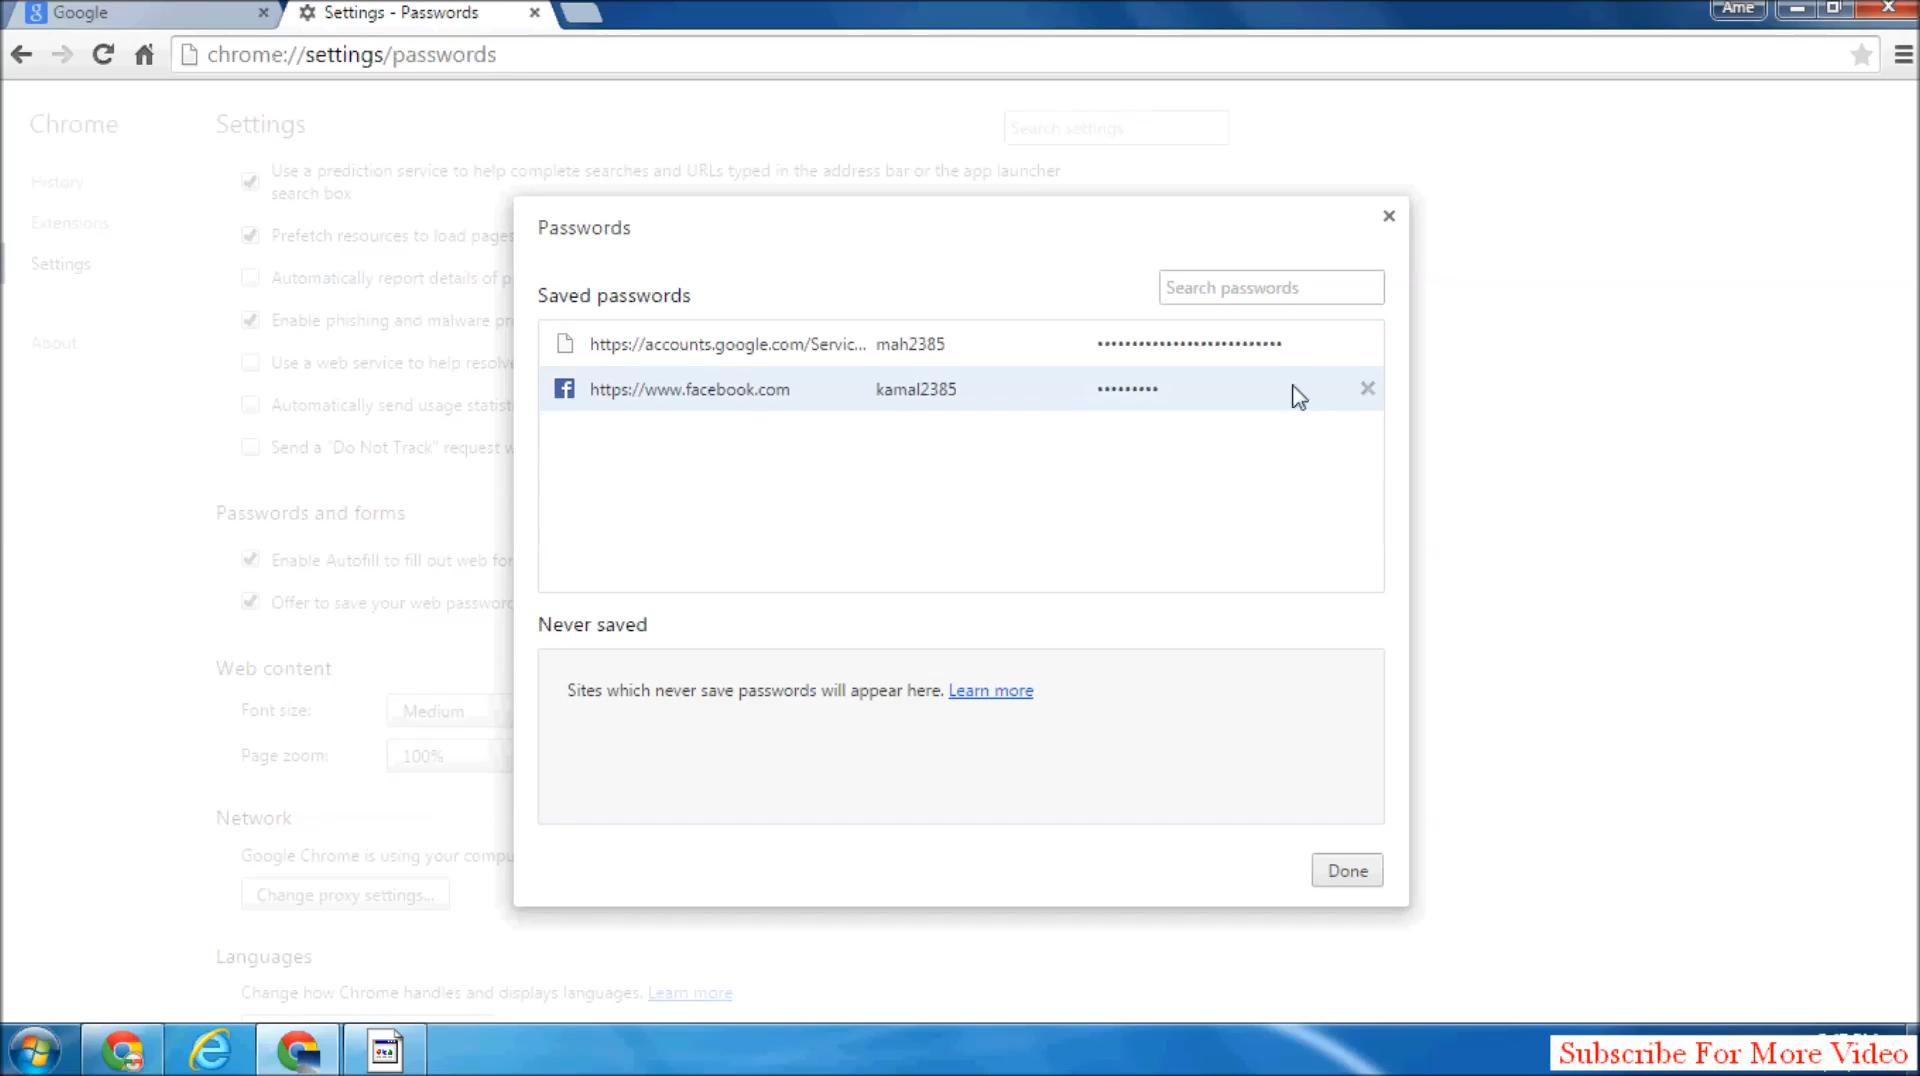 Google
Settings - Passwords
Ame
chrome://settings/passwords
Chrome
Settings
Search settings
History
Extensions
Settings
About
Use a prediction service to help complete searches and URLs typed in the address bar or the app launcher
search box
Prefetch resources to load pages
Automatically report details of p
Enable phishing and malware pr
Use a web service to help resolve
Automatically send usage statist
Send a "Do Not Track" request w
Passwords and forms
Enable Autofill to fill out web for
Offer to save your web password
Web content
Font size: Medium
Page zoom: 100%
Network
Google Chrome is using your compu
Change proxy settings...
Languages
Change how Chrome handles and displays languages. Learn more
Passwords
Saved passwords
Search passwords
https://accounts.google.com/Servic... mah2385 •••••••••••••••••••••••••••
https://www.facebook.com kamal2385 •••••••••
Never saved
Sites which never save passwords will appear here. Learn more
Done
Subscribe For More Video